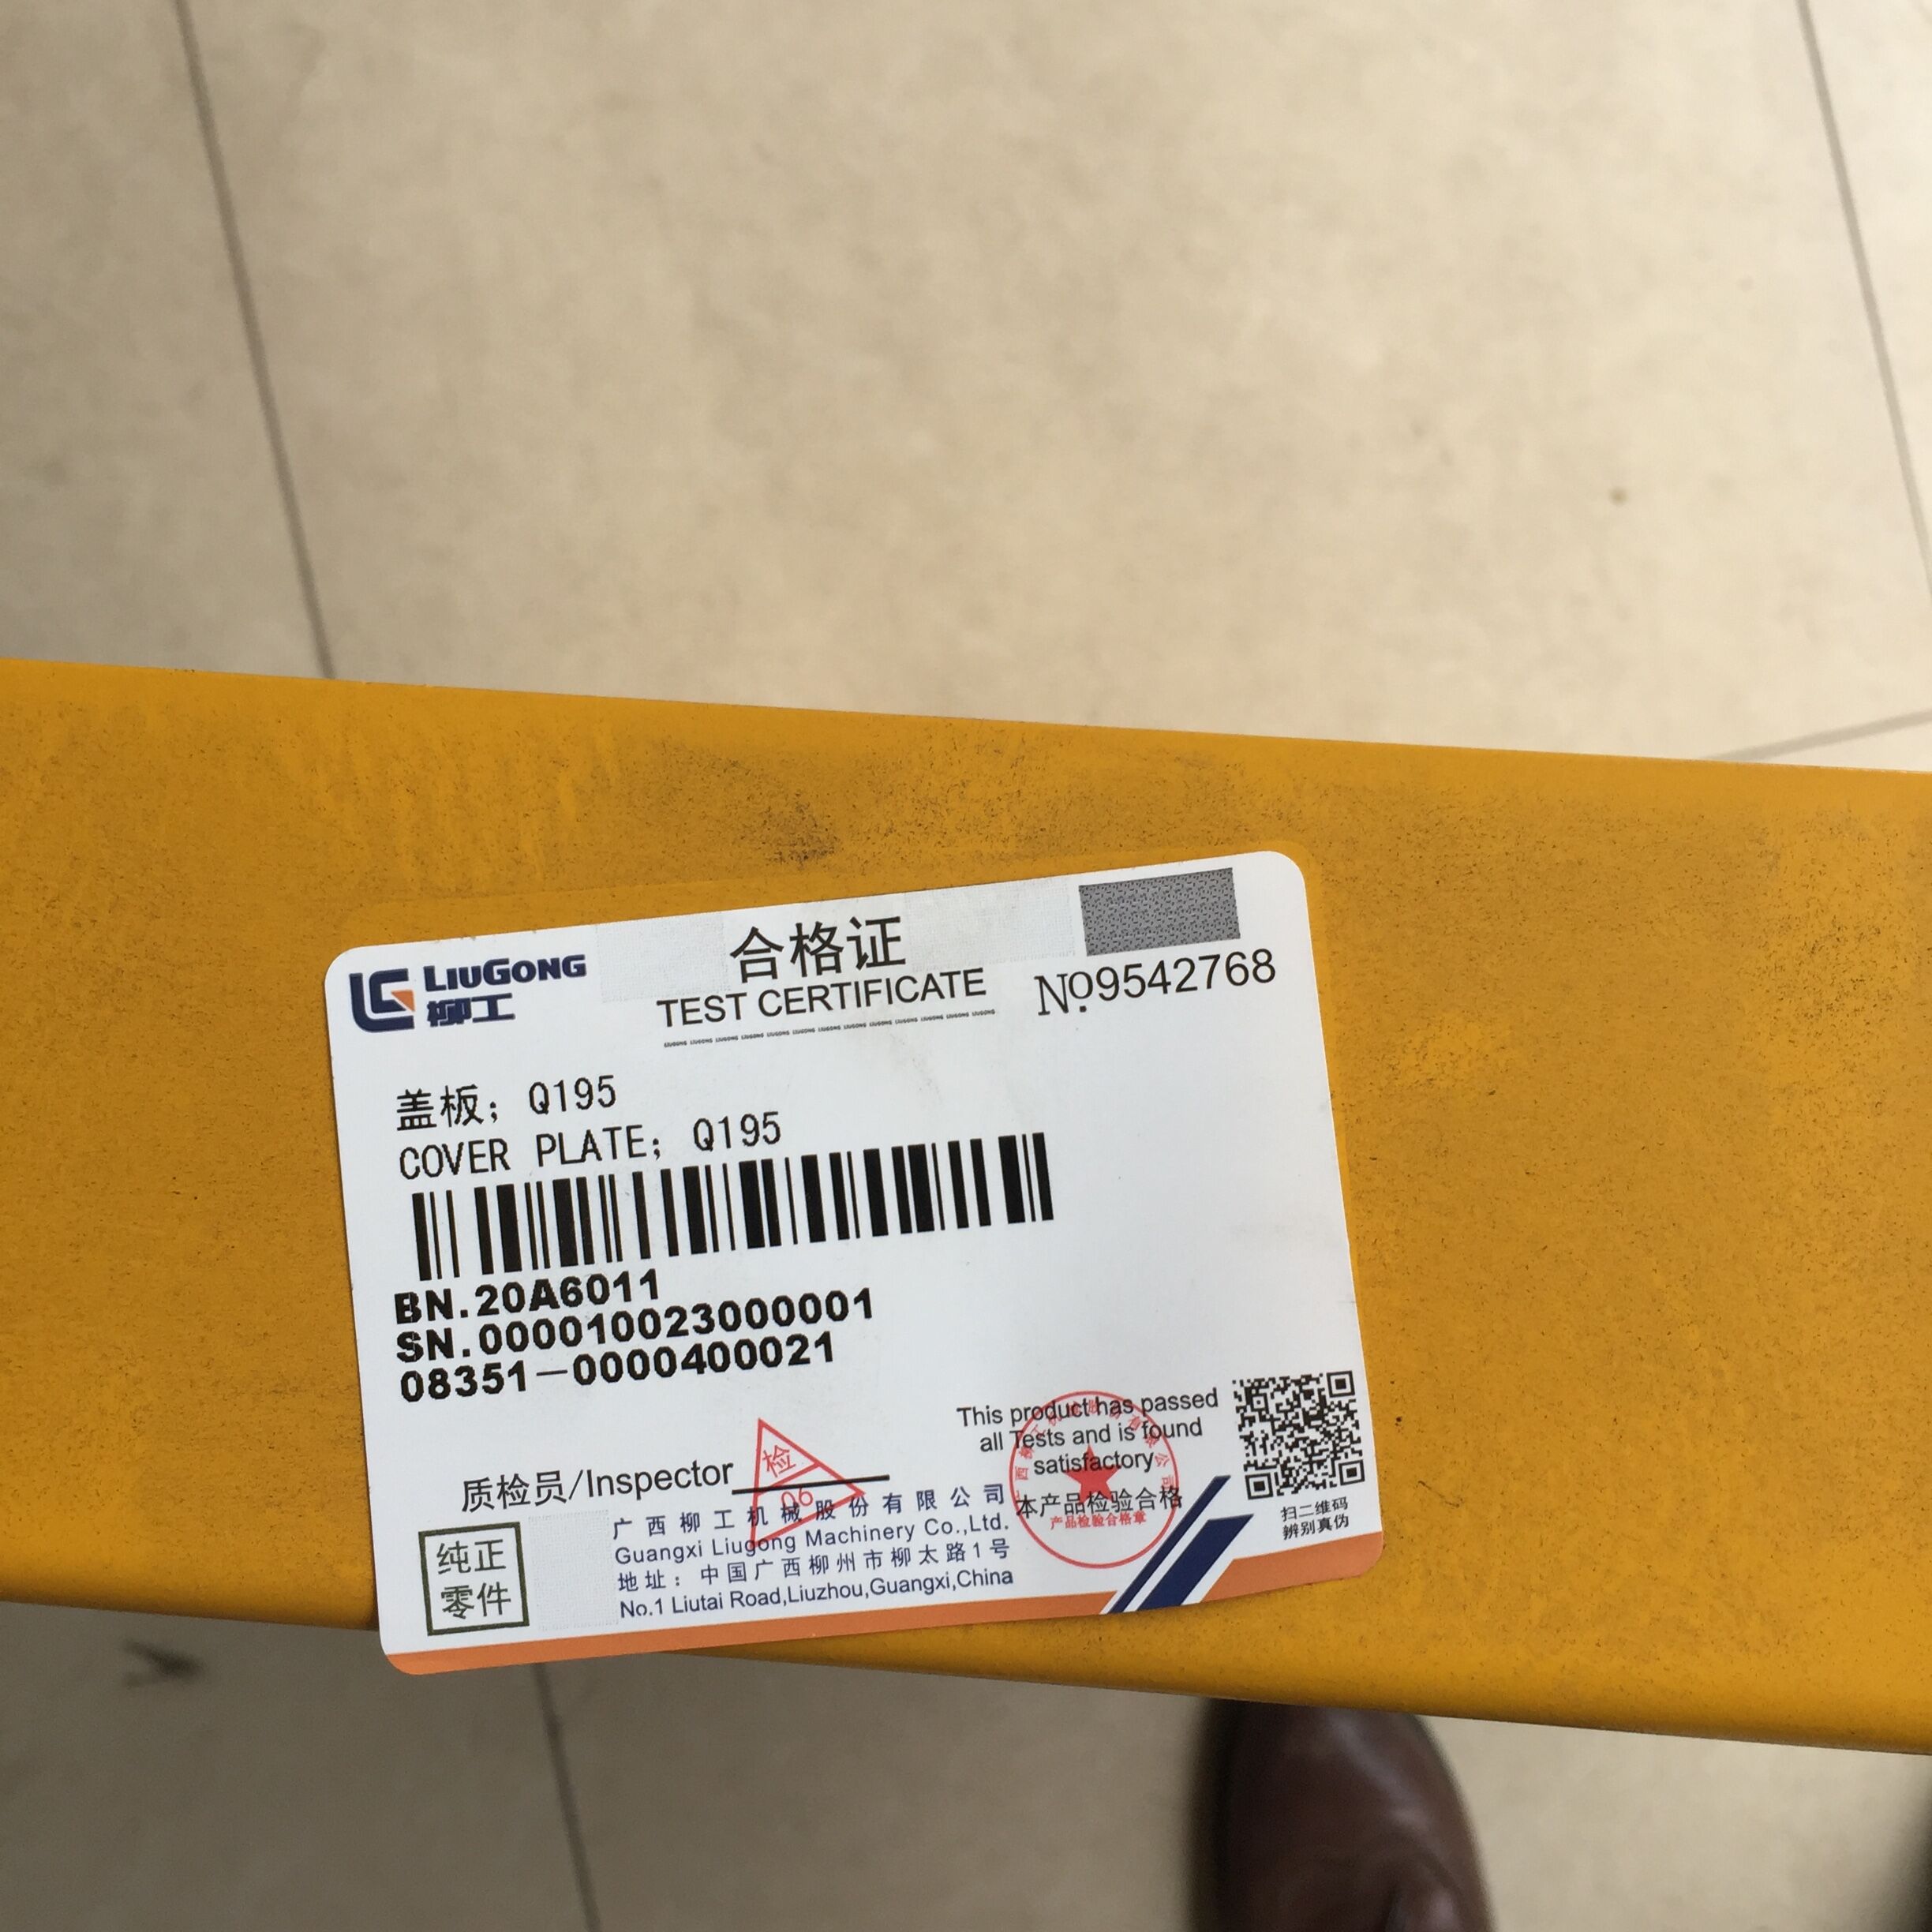 LIUGONG
柳工
合格证
TEST CERTIFICATE
№9542768
盖板；Q195
COVER PLATE；Q195
BN.20A6011
SN.000010023000001
08351-0000400021
质检员/Inspector
检
06
This product has passed
all Tests and is found
satisfactory
本产品检验合格
产品检验合格章
扫二维码
辨别真伪
纯正
零件
广西柳工机械股份有限公司
Guangxi Liugong Machinery Co.,Ltd.
地址：中国广西柳州市柳太路1号
No.1 Liutai Road,Liuzhou,Guangxi,China